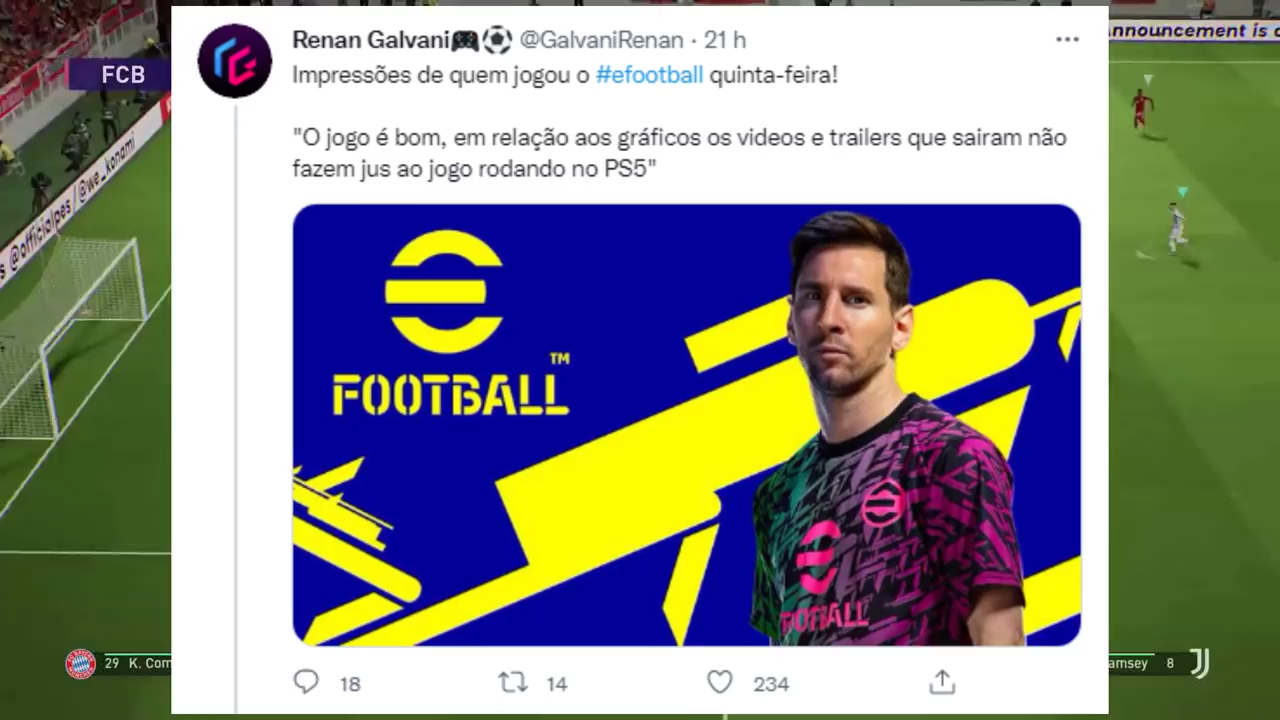 FCB
s @officialpes / @we_konami
Announcement is o
Renan Galvani🎮⚽ @GalvaniRenan · 21 h
Impressões de quem jogou o #efootball quinta-feira!
"O jogo é bom, em relação aos gráficos os videos e trailers que sairam não
fazem jus ao jogo rodando no PS5"
FOOTBALL™
FOOTBALL
29 K. Com
amsey 8
18 14 234